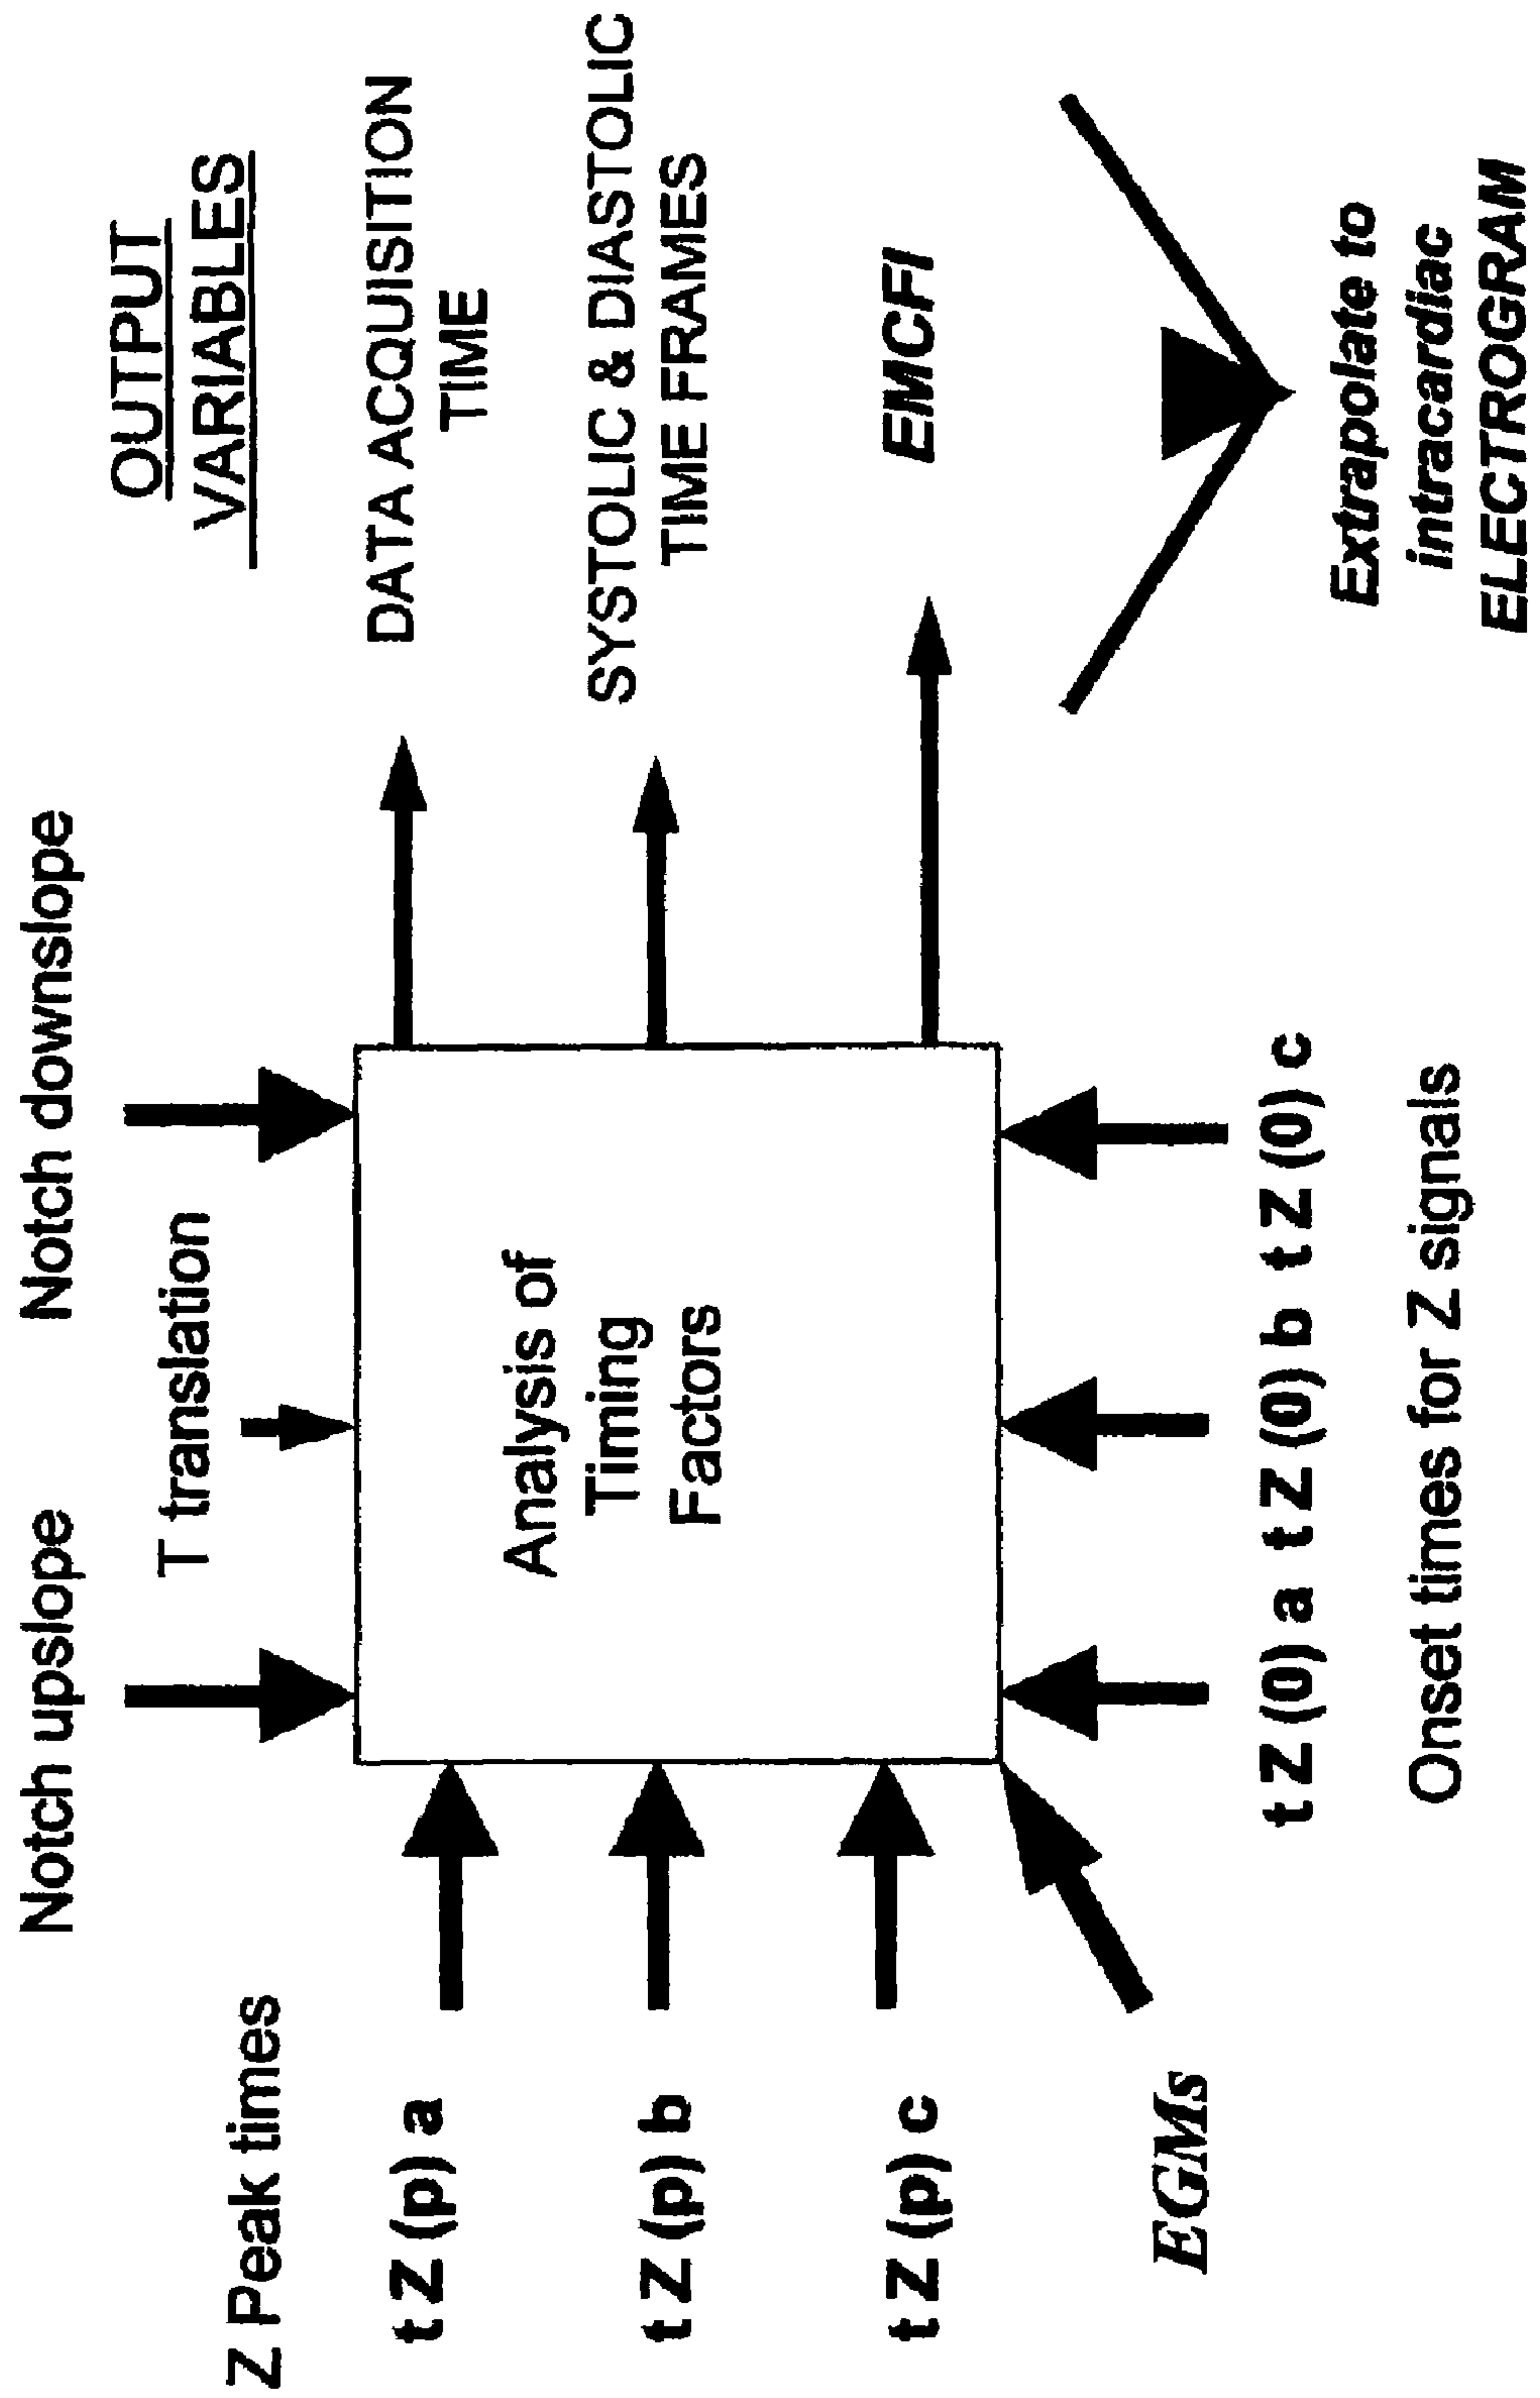 Notch upslope
Notch downslope
T translation
OUTPUT
VARIABLES
Z Peak times
t Z (p) a
t Z (p) b
t Z (p) c
EGMs
Analysis of
Timing
Factors
DATA ACQUISITION
TIME
SYSTOLIC & DIASTOLIC
TIME FRAMES
EMCFI
t Z (0) a t Z (0) b t Z (0) c
Onset times for Z signals
Extrapolate to
intracardiac
ELECTROGRAM